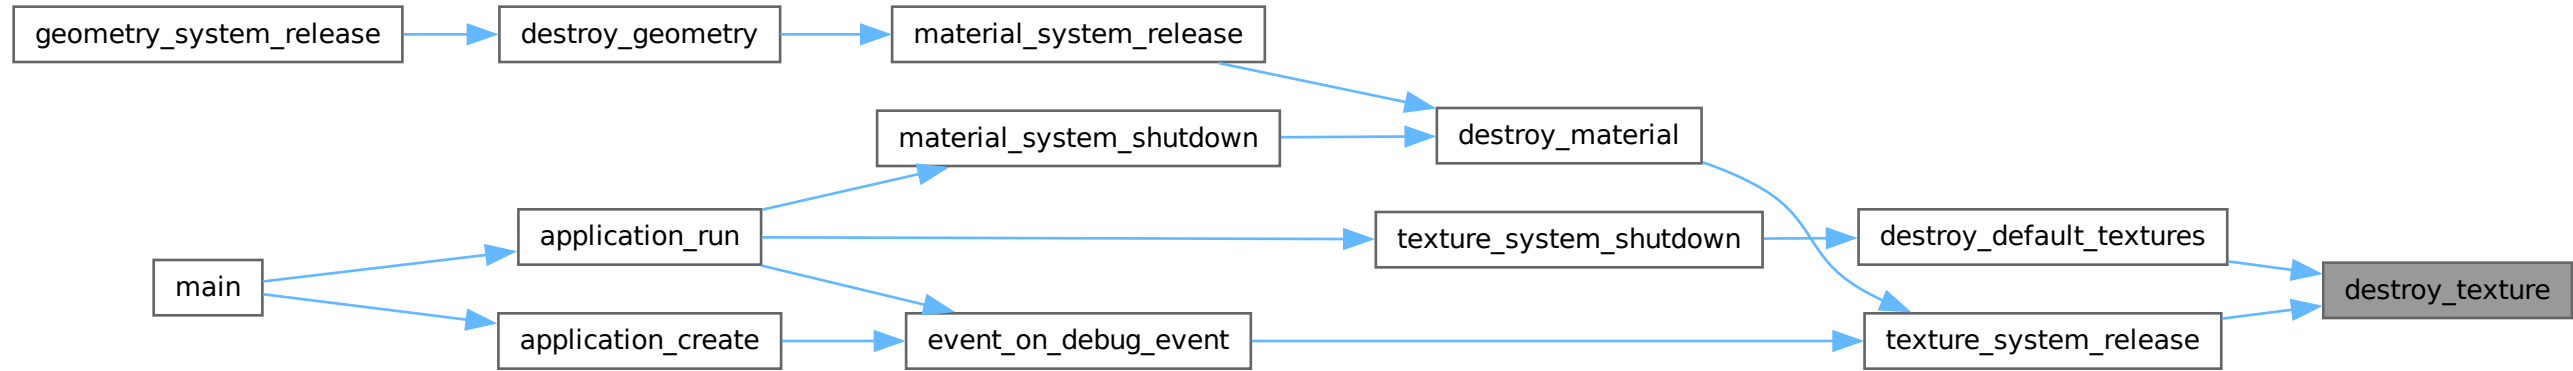 geometry_system_release
destroy_geometry
material_system_release
material_system_shutdown
destroy_material
application_run
texture_system_shutdown
destroy_default_textures
main
destroy_texture
application_create
event_on_debug_event
texture_system_release